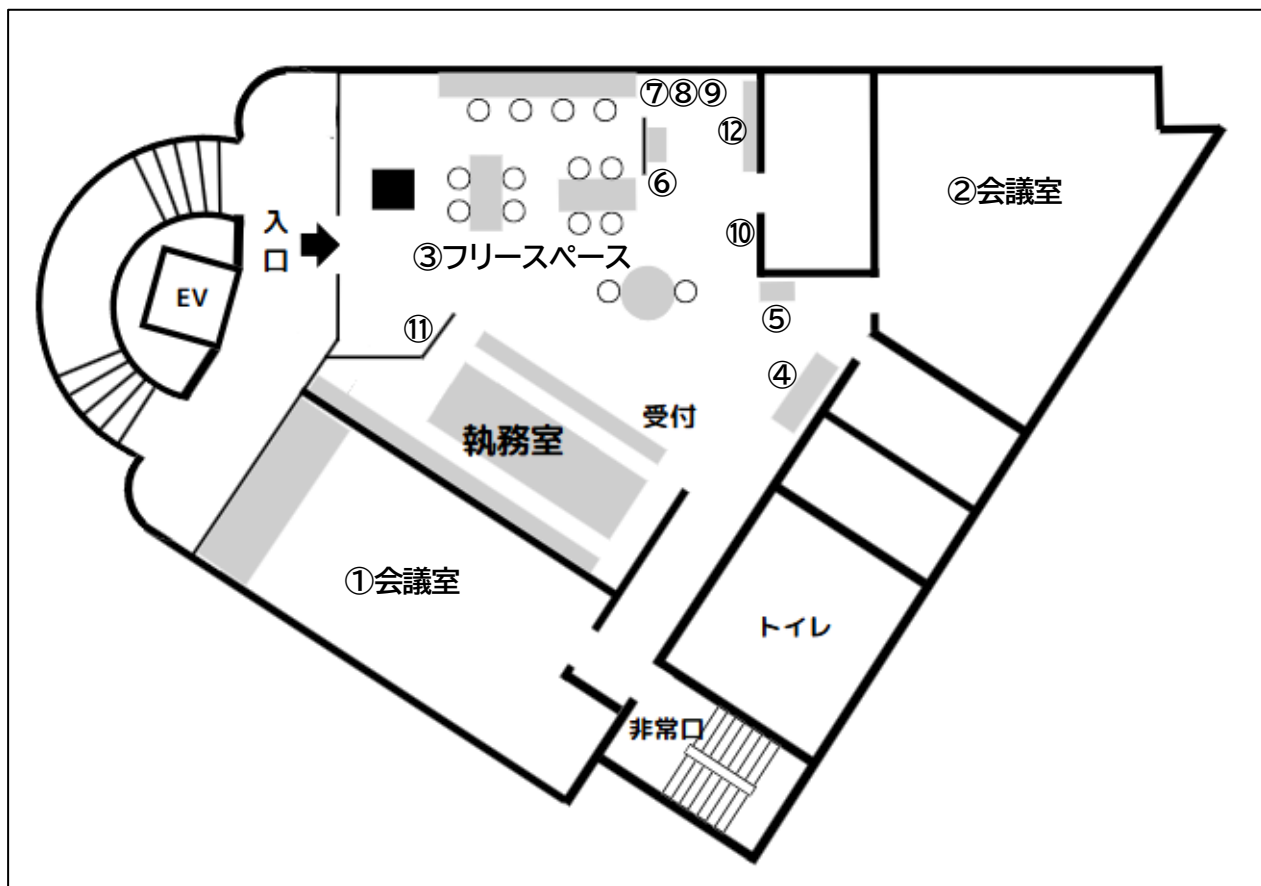 ⑦⑧⑨
⑫
⑥
②会議室
入口
⑩
③フリースペース
EV
⑤
⑪
④
受付
執務室
①会議室
トイレ
非常口